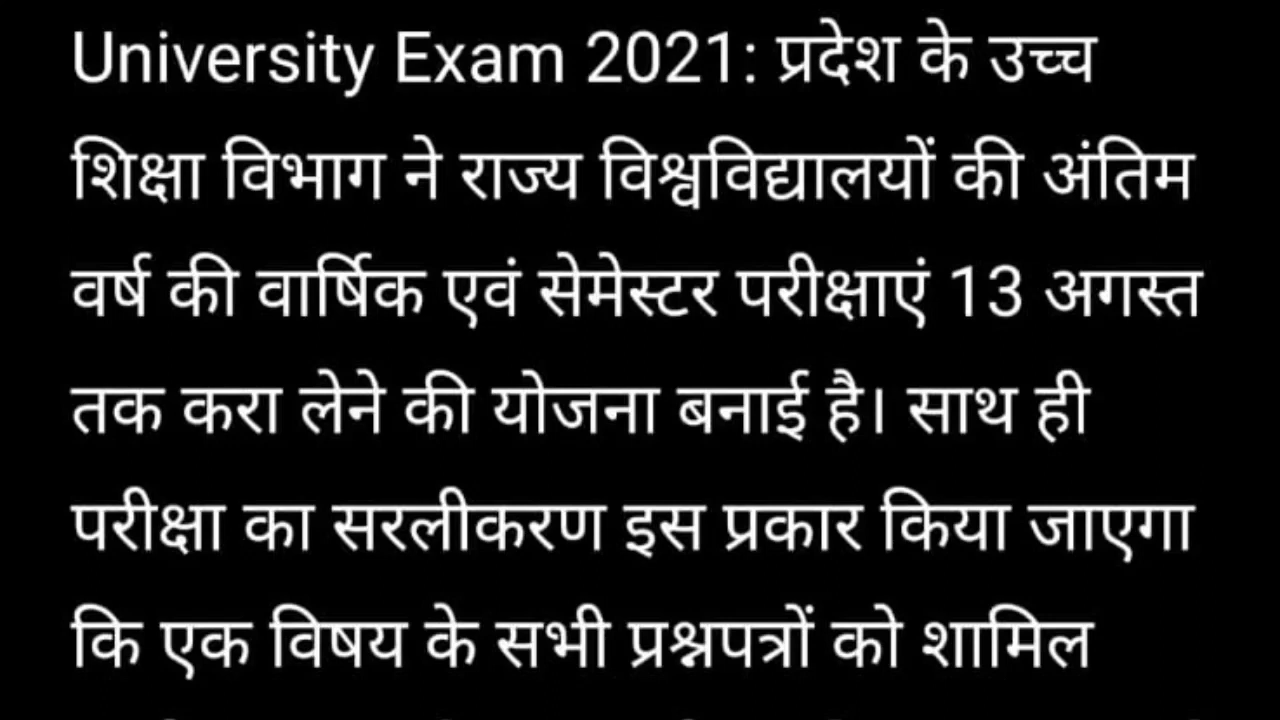 University Exam 2021: प्रदेश के उच्च
शिक्षा विभाग ने राज्य विश्वविद्यालयों की अंतिम
वर्ष की वार्षिक एवं सेमेस्टर परीक्षाएं 13 अगस्त
तक करा लेने की योजना बनाई है। साथ ही
परीक्षा का सरलीकरण इस प्रकार किया जाएगा
कि एक विषय के सभी प्रश्नपत्रों को शामिल